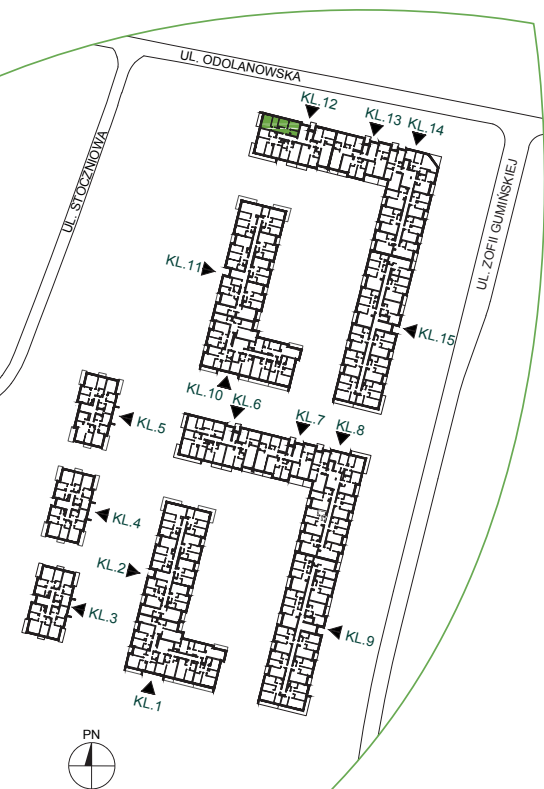 UL. ODOLANOWSKA
KL.12
KL.13
KL.14
UL. STOCZNIOWA
UL. ZOFII GUMIŃSKIEJ
KL.11
KL.15
KL.10
KL.6
KL.5
KL.7
KL.8
KL.4
KL.2
KL.3
KL.9
KL.1
PN